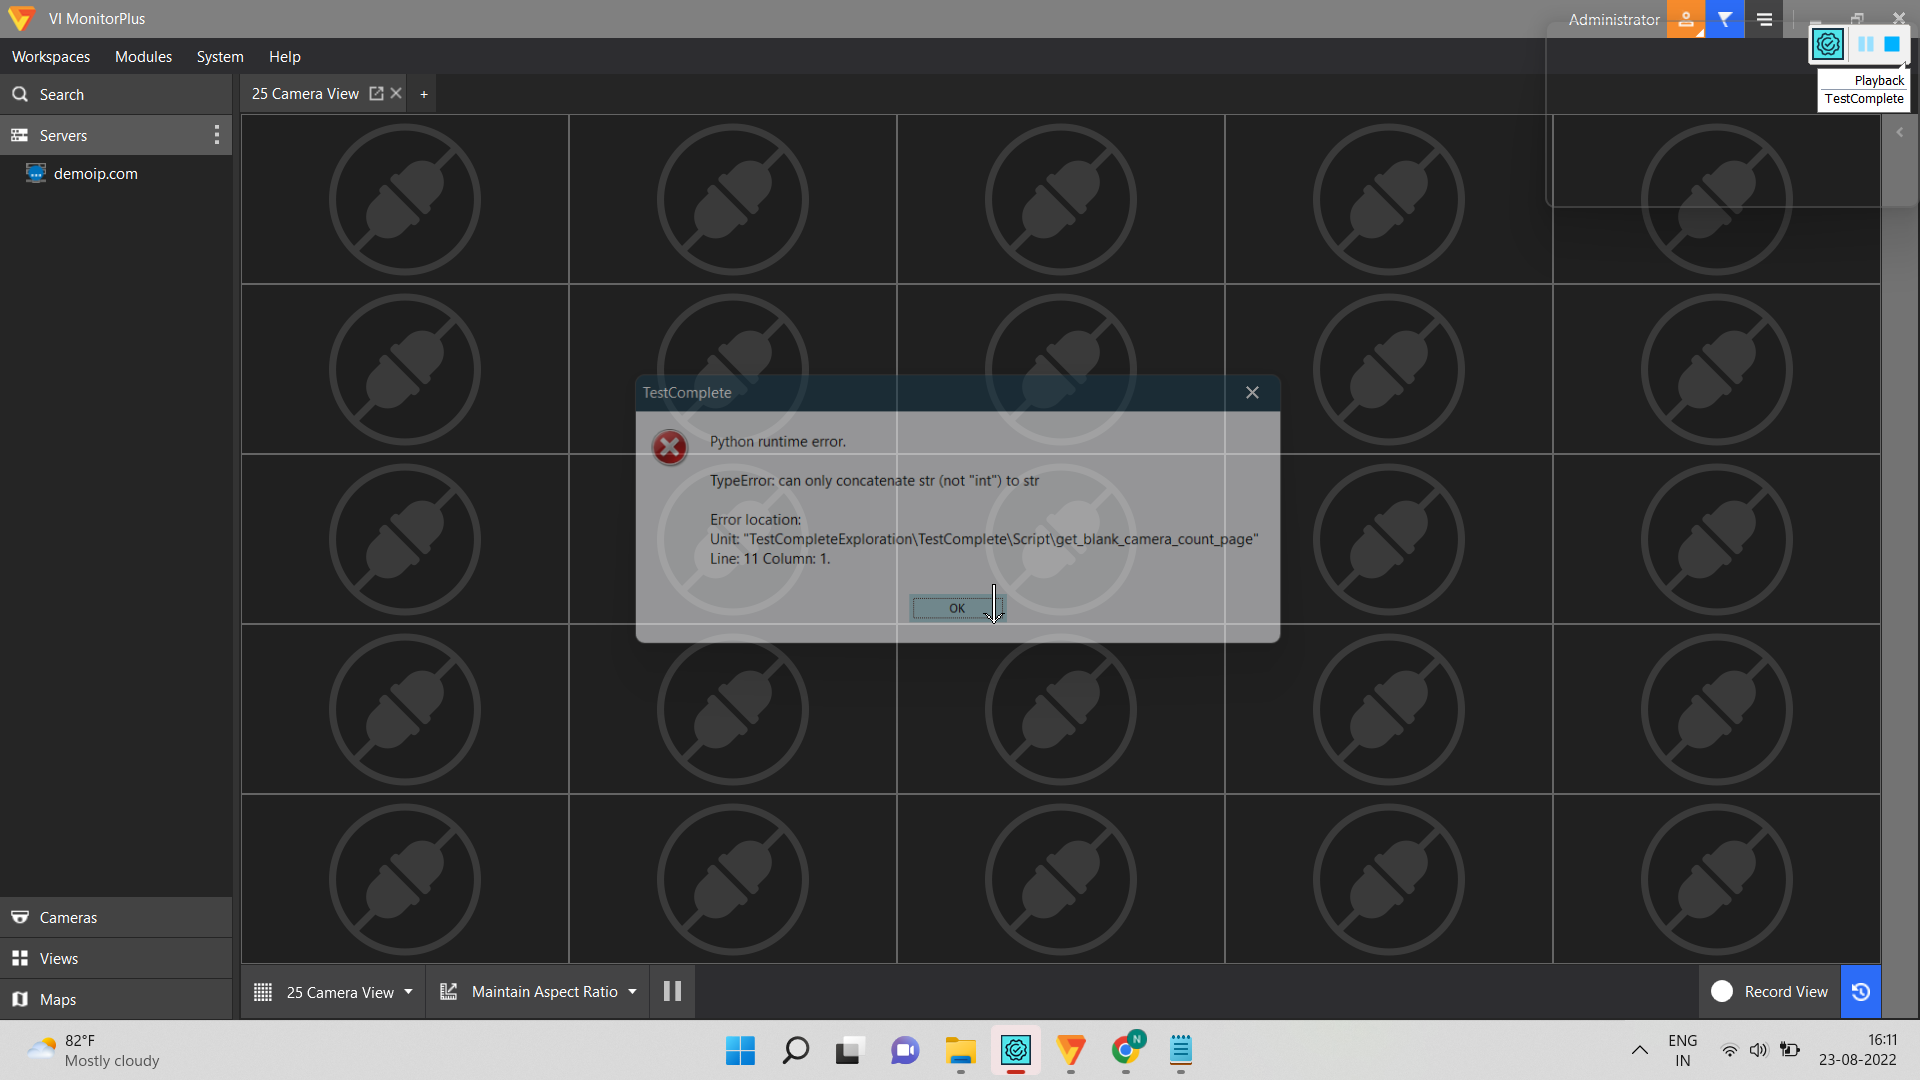 VI MonitorPlus
Administrator
Workspaces Modules System Help
Playback
TestComplete
Search
25 Camera View +
Servers
demoip.com
TestComplete
Python runtime error.
TypeError: can only concatenate str (not "int") to str
Error location:
Unit: "TestCompleteExploration\TestComplete\Script\get_blank_camera_count_page"
Line: 11 Column: 1.
OK
Cameras
Views
Maps
25 Camera View
Maintain Aspect Ratio
Record View
82°F
Mostly cloudy
N
ENG
IN
16:11
23-08-2022